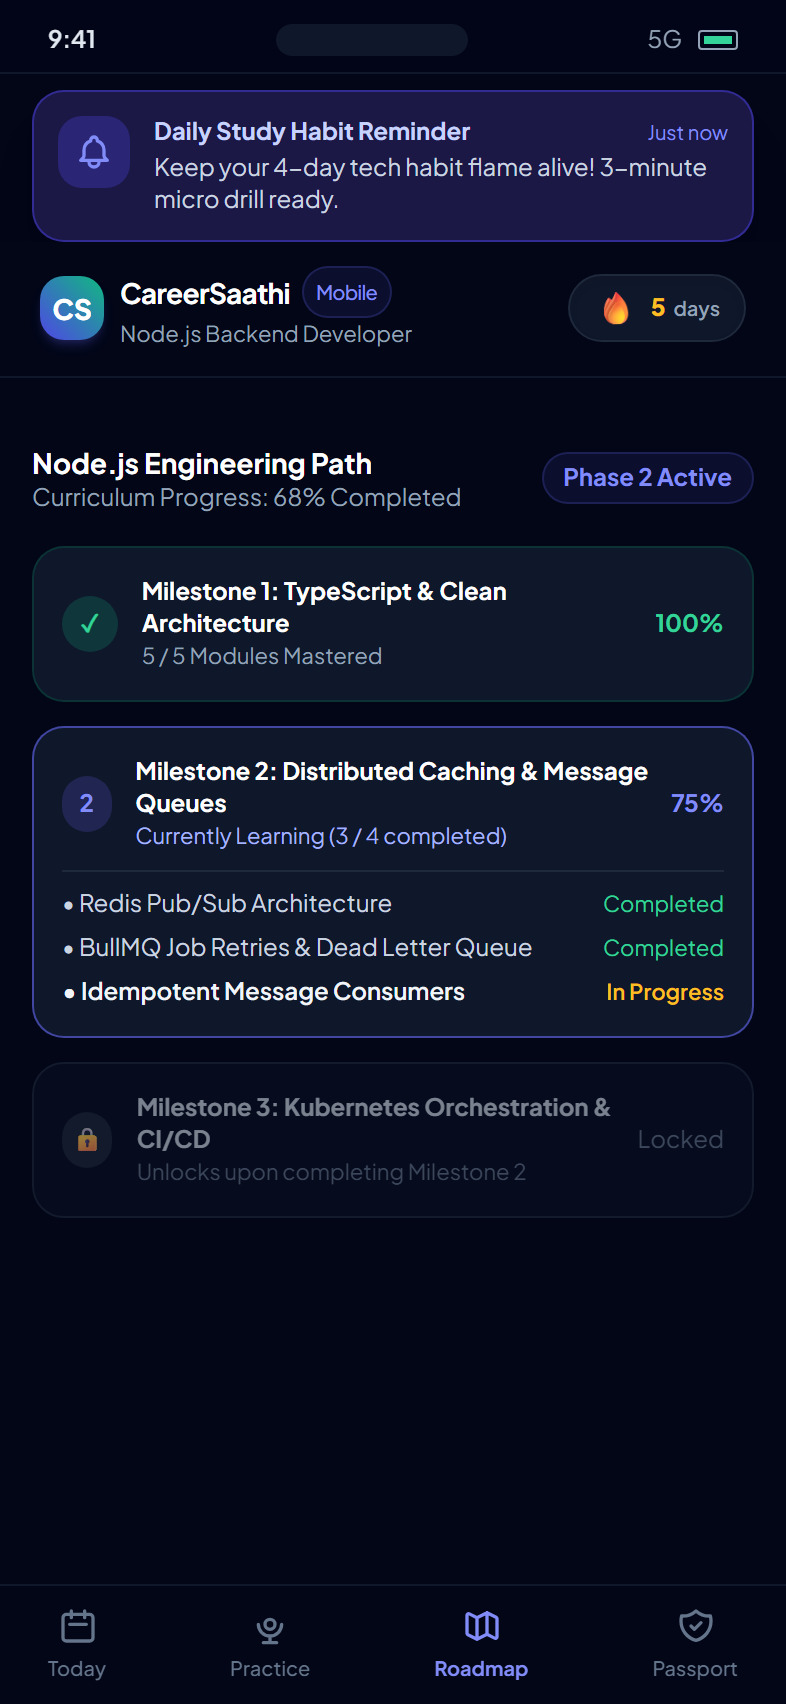 9:41
5G
Daily Study Habit Reminder
Just now
Keep your 4–day tech habit flame alive! 3–minute
micro drill ready.
CS
CareerSaathi
Mobile
Node.js Backend Developer
5 days
Node.js Engineering Path
Curriculum Progress: 68% Completed
Phase 2 Active
Milestone 1: TypeScript & Clean
Architecture
5 / 5 Modules Mastered
100%
2
Milestone 2: Distributed Caching & Message
Queues
Currently Learning (3 / 4 completed)
75%
• Redis Pub/Sub Architecture
Completed
• BullMQ Job Retries & Dead Letter Queue
Completed
• Idempotent Message Consumers
In Progress
Milestone 3: Kubernetes Orchestration &
CI/CD
Unlocks upon completing Milestone 2
Locked
Today
Practice
Roadmap
Passport